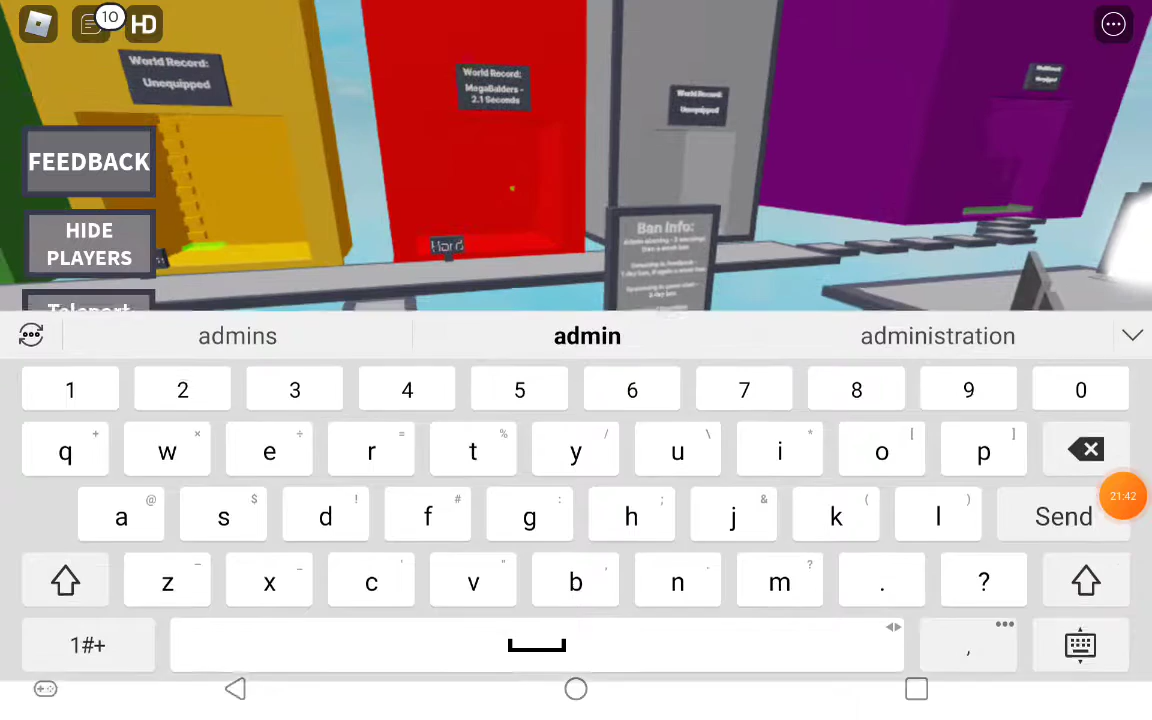 10
HD
World Record:
Unequipped
World Record:
MegaBalders -
2.1 Seconds
World Record:
Unequipped
FEEDBACK
HIDE
PLAYERS
Teleport
Hard
Ban Info:
admins
admin
administration
1 2 3 4 5 6 7 8 9 0
q + w × e ÷ r = t % y / u \ i * o [ p ]
a @ s $ d ! f # g : h ; j & k ( l ) Send
21:42
z x c ' v " b n m ? . ?
1#+ ,